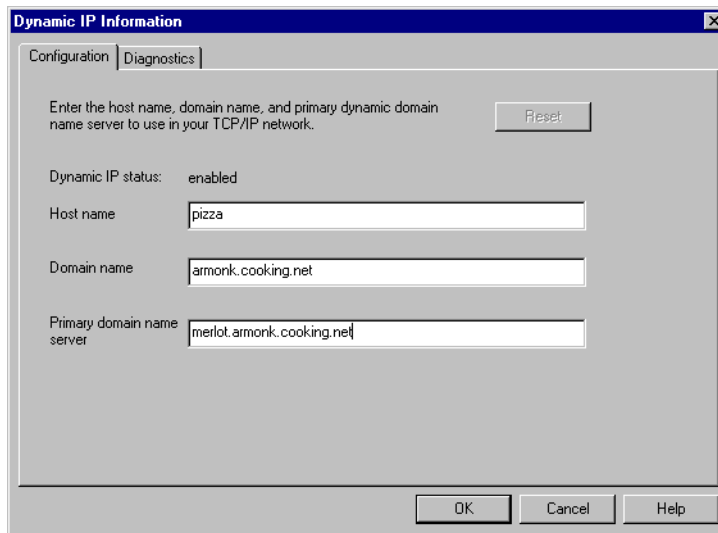 Dynamic IP Information
Configuration
Diagnostics
Enter the host name, domain name, and primary dynamic domain
name server to use in your TCP/IP network.
Reset
Dynamic IP status: enabled
Host name pizza
Domain name armonk.cooking.net
Primary domain name
server
merlot.armonk.cooking.net
OK
Cancel
Help